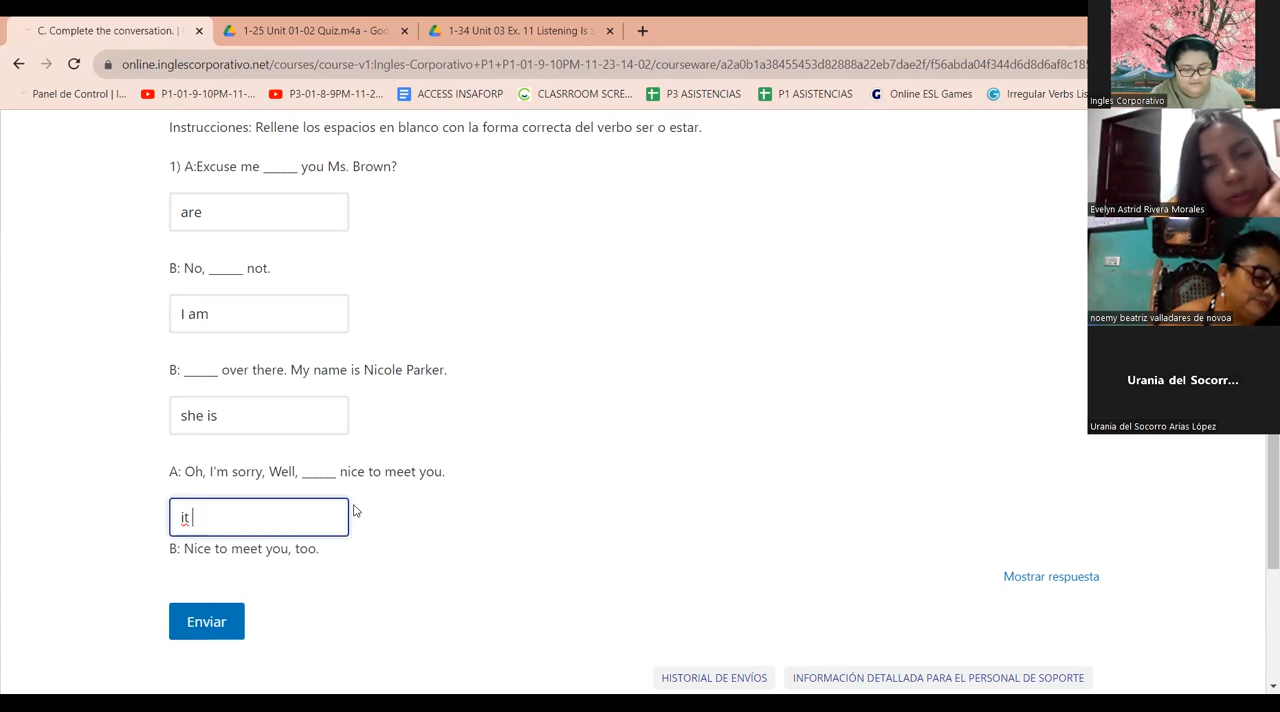 C. Complete the conversation. |
1-25 Unit 01-02 Quiz.m4a - Goo
1-34 Unit 03 Ex. 11 Listening Is S
online.inglescorporativo.net/courses/course-v1:Ingles-Corporativo+P1+P1-01-9-10PM-11-23-14-02/courseware/a2a0b1a38455453d82888a22eb7dae2f/f56abda04f344d6d8d6af8c185
Panel de Control | I...
P1-01-9-10PM-11-...
P3-01-8-9PM-11-2...
ACCESS INSAFORP
CLASRROOM SCRE...
P3 ASISTENCIAS
P1 ASISTENCIAS
Online ESL Games
Irregular Verbs Lis
Ingles Corporativo
Instrucciones: Rellene los espacios en blanco con la forma correcta del verbo ser o estar.
1) A:Excuse me _____ you Ms. Brown?
are
Evelyn Astrid Rivera Morales
B: No, _____ not.
I am
noemy beatriz valladares de novoa
B: _____ over there. My name is Nicole Parker.
she is
Urania del Socorr...
Urania del Socorro Arias López
A: Oh, I'm sorry, Well, _____ nice to meet you.
it
B: Nice to meet you, too.
Mostrar respuesta
Enviar
HISTORIAL DE ENVÍOS
INFORMACIÓN DETALLADA PARA EL PERSONAL DE SOPORTE